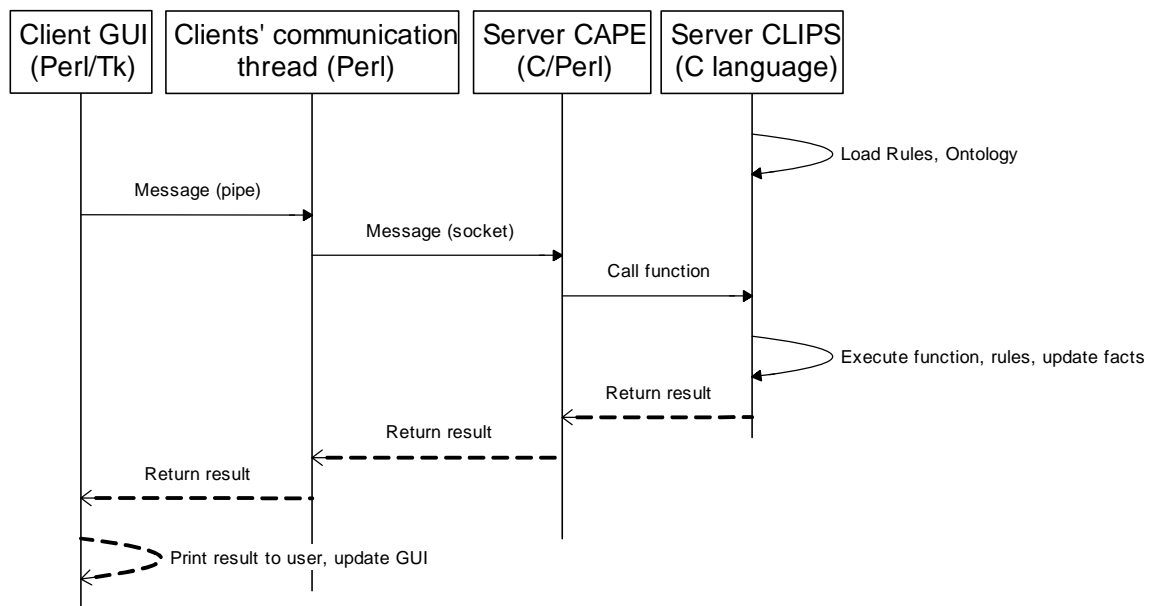 Client GUI
(Perl/Tk)
Clients' communication
thread (Perl)
Server CAPE
(C/Perl)
Server CLIPS
(C language)
Load Rules, Ontology
Message (pipe)
Message (socket)
Call function
Execute function, rules, update facts
Return result
Return result
Return result
Print result to user, update GUI